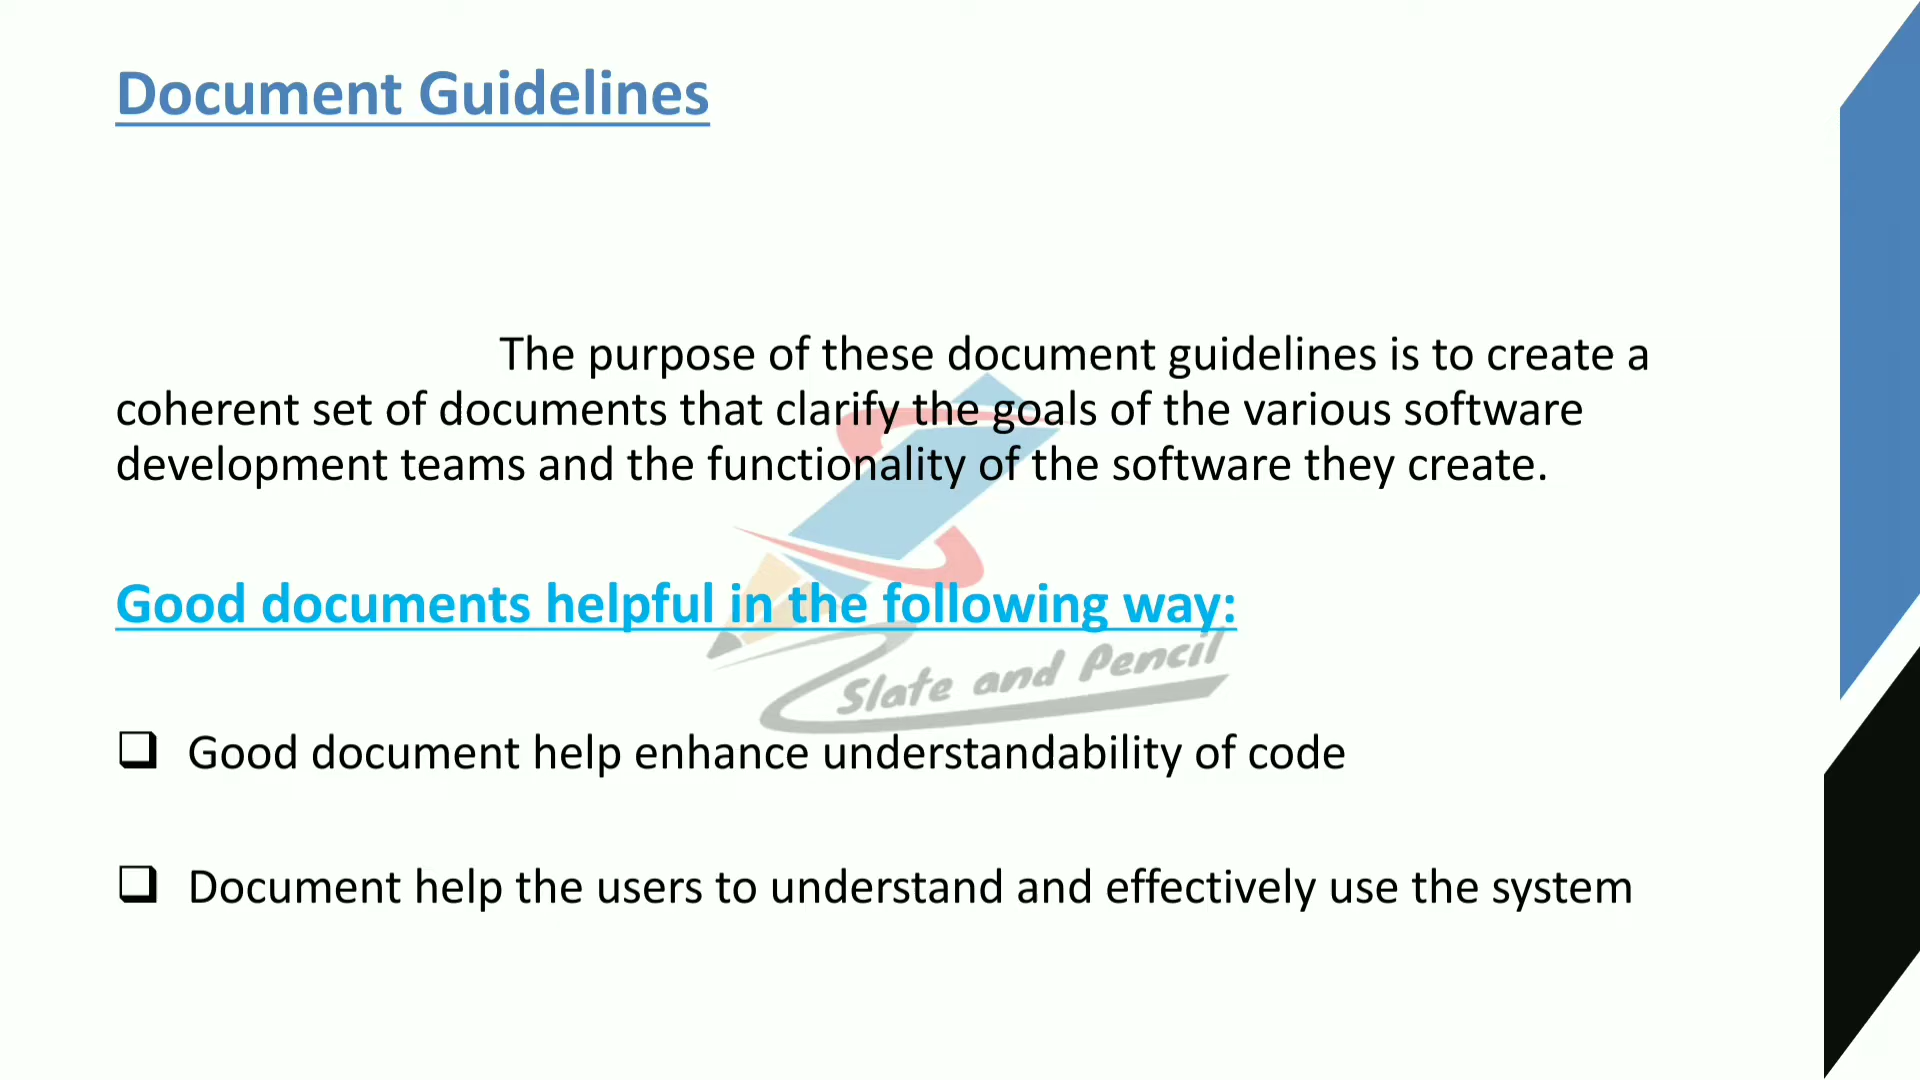 Document Guidelines
The purpose of these document guidelines is to create a
coherent set of documents that clarify the goals of the various software
development teams and the functionality of the software they create.
Good documents helpful in the following way:
Slate and Pencil
❑ Good document help enhance understandability of code
❑ Document help the users to understand and effectively use the system